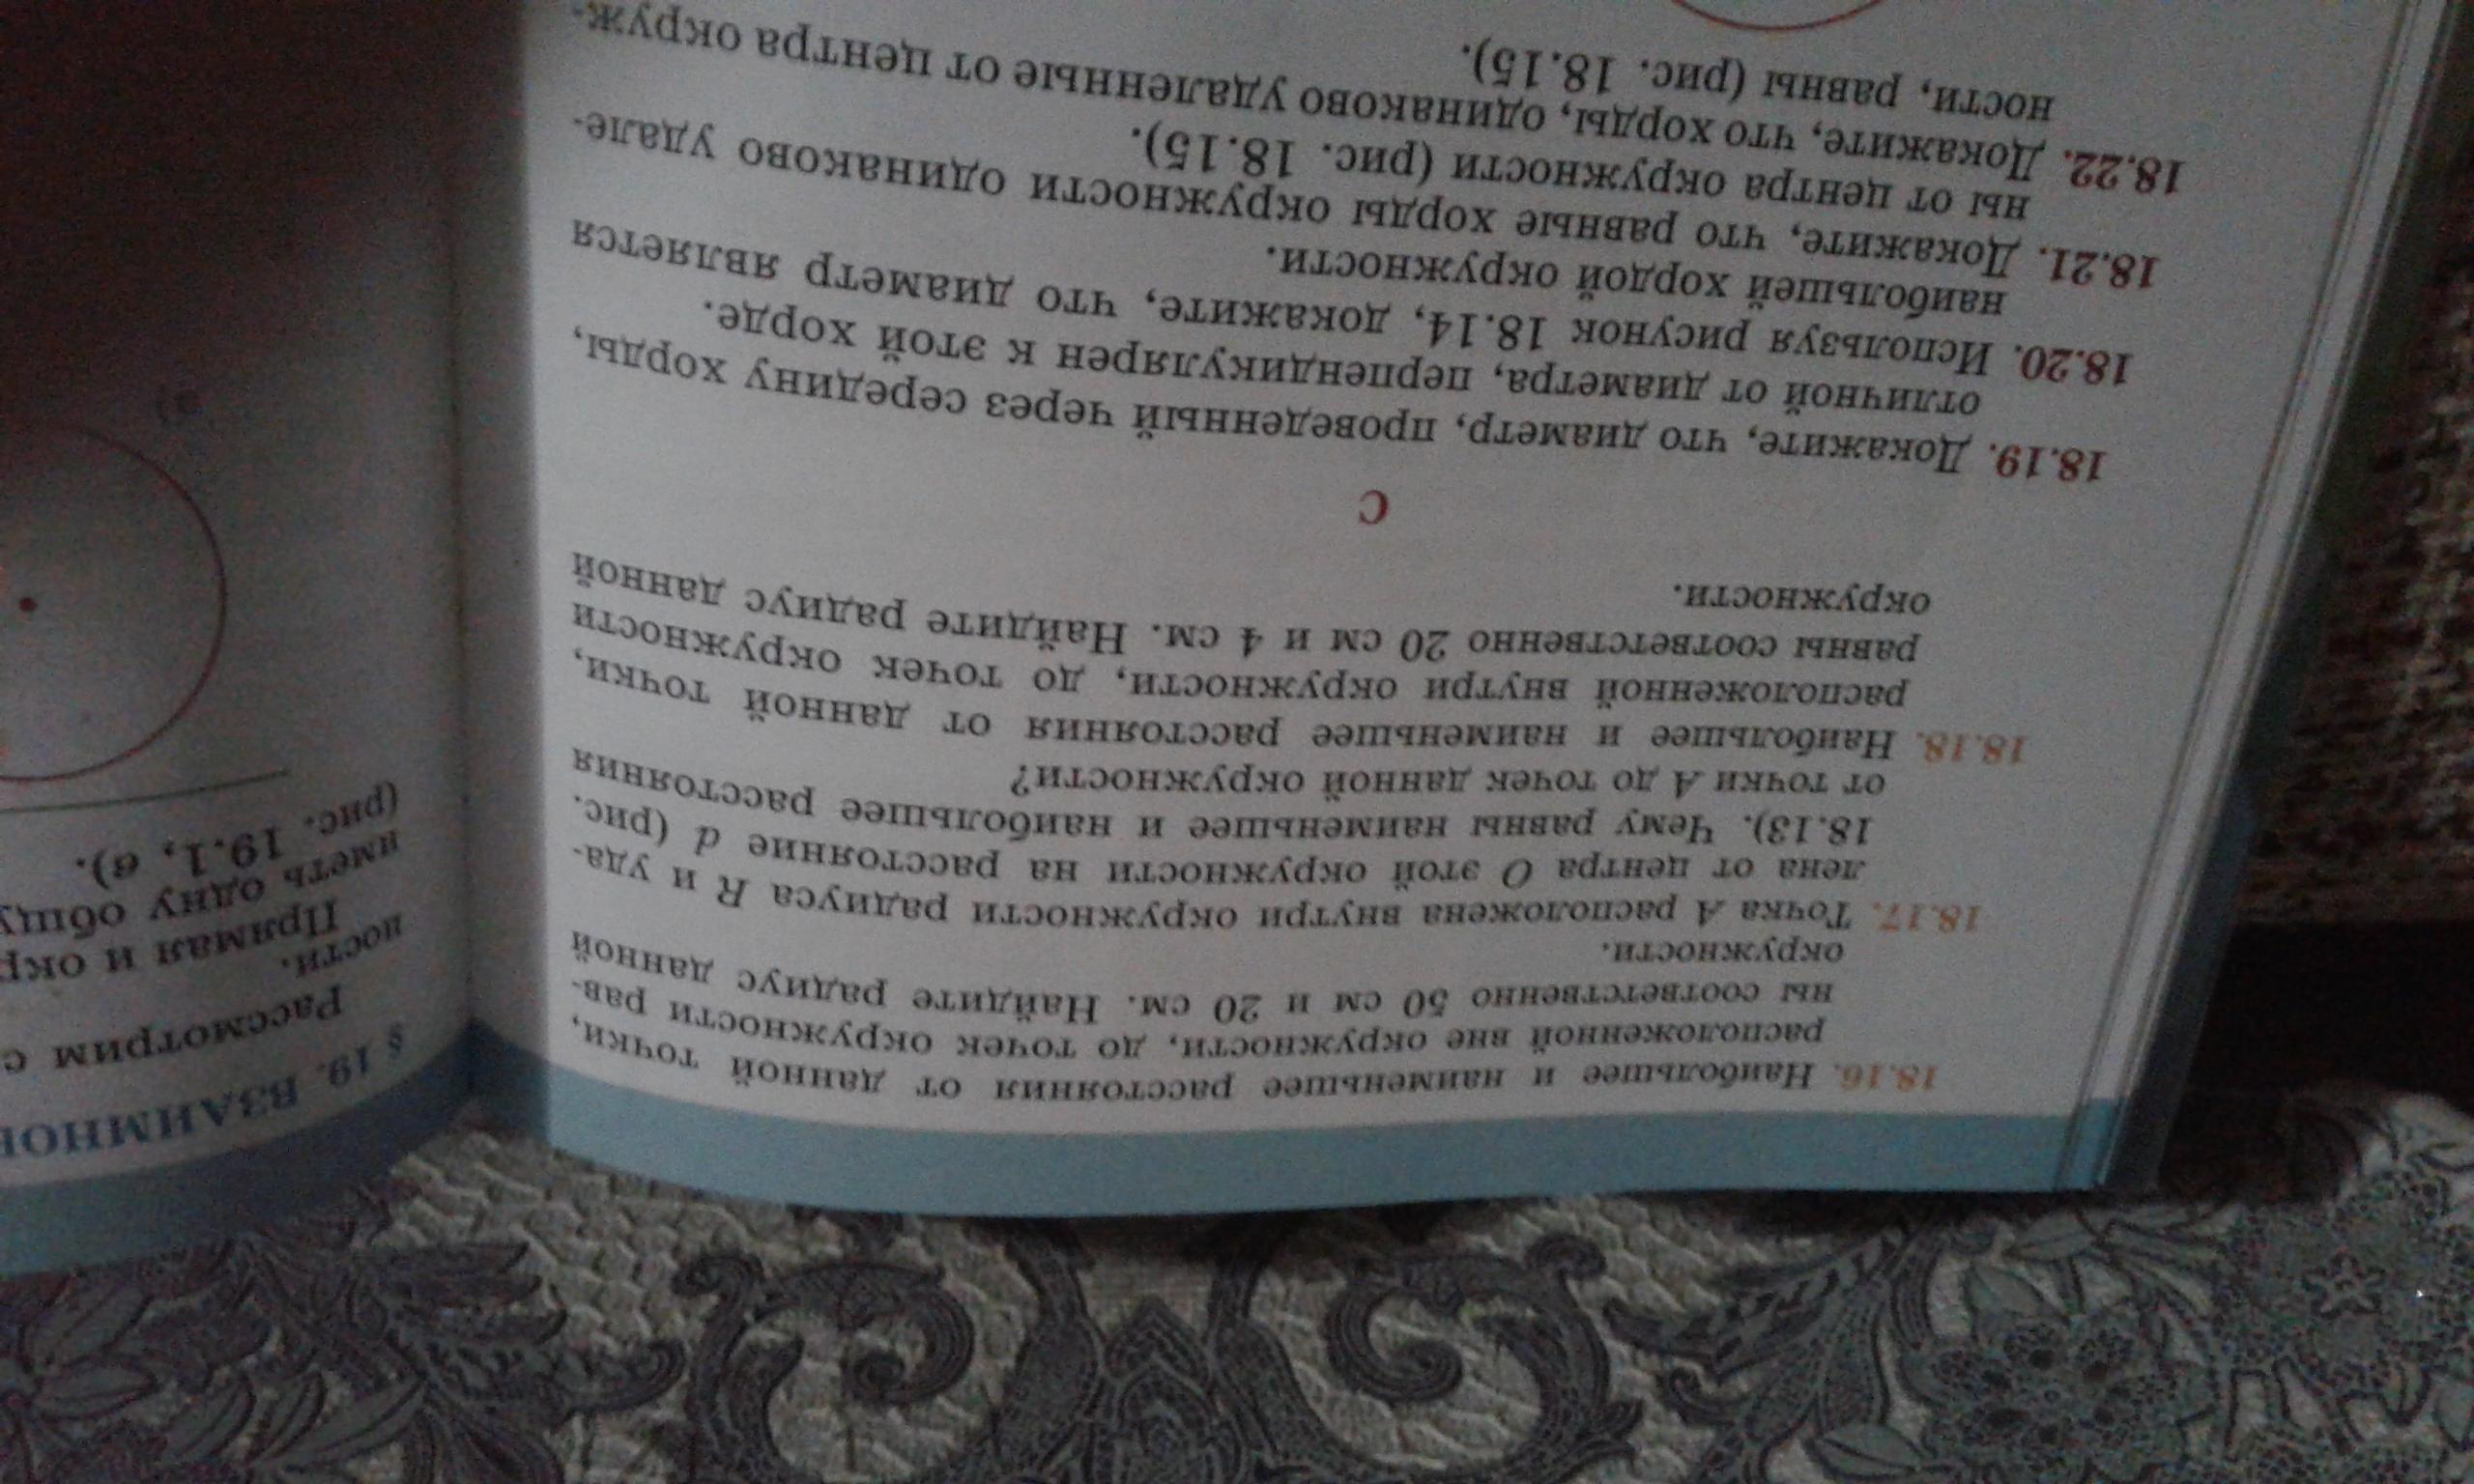 18.16. Наибольшее и наименьшее расстояния от данной точки,
расположенной вне окружности, до точек окружности рав-
ны соответственно 50 см и 20 см. Найдите радиус данной
окружности.
18.17. Точка A расположена внутри окружности радиуса R и уда-
лена от центра O этой окружности на расстояние d (рис.
18.13). Чему равны наименьшее и наибольшее расстояния
от точки A до точек данной окружности?
18.18. Наибольшее и наименьшее расстояния от данной точки,
расположенной внутри окружности, до точек окружности
равны соответственно 20 см и 4 см. Найдите радиус данной
окружности.
С
18.19. Докажите, что диаметр, проведенный через середину хорды,
отличной от диаметра, перпендикулярен к этой хорде.
18.20. Используя рисунок 18.14, докажите, что диаметр является
наибольшей хордой окружности.
18.21. Докажите, что равные хорды окружности одинаково удале-
ны от центра окружности (рис. 18.15).
18.22. Докажите, что хорды, одинаково удаленные от центра окруж-
ности, равны (рис. 18.15).
§ 19. ВЗАИМНОЕ
Рассмотрим с
ности.
Прямая и окр
иметь одну общу
(рис. 19.1, в).